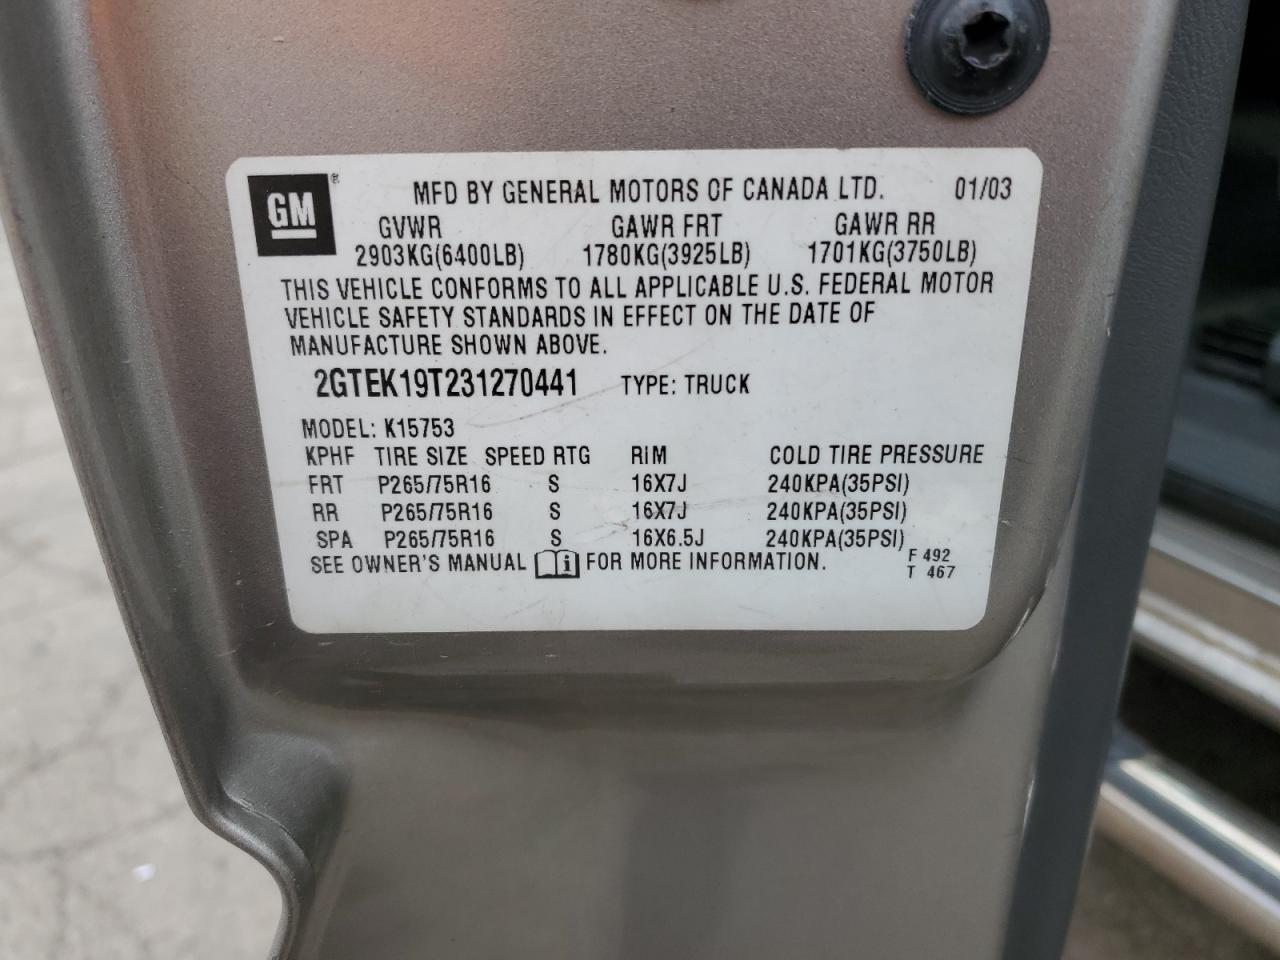 GM® MFD BY GENERAL MOTORS OF CANADA LTD. 01/03
GVWR GAWR FRT GAWR RR
2903KG(6400LB) 1780KG(3925LB) 1701KG(3750LB)
THIS VEHICLE CONFORMS TO ALL APPLICABLE U.S. FEDERAL MOTOR
VEHICLE SAFETY STANDARDS IN EFFECT ON THE DATE OF
MANUFACTURE SHOWN ABOVE.
2GTEK19T231270441 TYPE: TRUCK
MODEL: K15753
KPHF TIRE SIZE SPEED RTG RIM COLD TIRE PRESSURE
FRT P265/75R16 S 16X7J 240KPA(35PSI)
RR P265/75R16 S 16X7J 240KPA(35PSI)
SPA P265/75R16 S 16X6.5J 240KPA(35PSI)
SEE OWNER'S MANUAL i FOR MORE INFORMATION. F 492
T 467